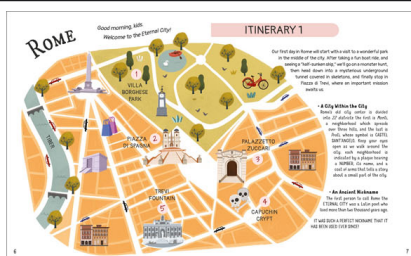 ROME
Good morning, kids.
Welcome to the Eternal City!
TIBER
1
VILLA
BORGHESE
PARK
PIAZZA
DI SPAGNA
2
PALAZZETTO
ZUCCARI
3
TREVI
FOUNTAIN
5
4
CAPUCHIN
CRYPT
6
ITINERARY 1
Our first day in Rome will start with a visit to a wonderful park
in the middle of the city. After taking a fun boat ride, and
seeing a "half-sunken ship," we'll go on a monster hunt,
then head down into a mysterious underground
tunnel covered in skeletons, and finally stop in
Piazza di Trevi, where an important mission
awaits us.
• A City Within the City
Rome's old city center is divided
into 22 districts: the first is Monti,
a neighborhood which spreads
over three hills, and the last is
Prati, whose symbol is CASTEL
SANT'ANGELO. Keep your eyes
open as we walk around the
city: each neighborhood is
indicated by a plaque bearing
a NUMBER, its name, and a
coat of arms that tells a story
about a small part of the city.
• An Ancient Nickname
The first person to call Rome the
ETERNAL CITY was a Latin poet who
lived more than two thousand years ago.
IT WAS SUCH A PERFECT NICKNAME THAT IT
HAS BEEN USED EVER SINCE!
7